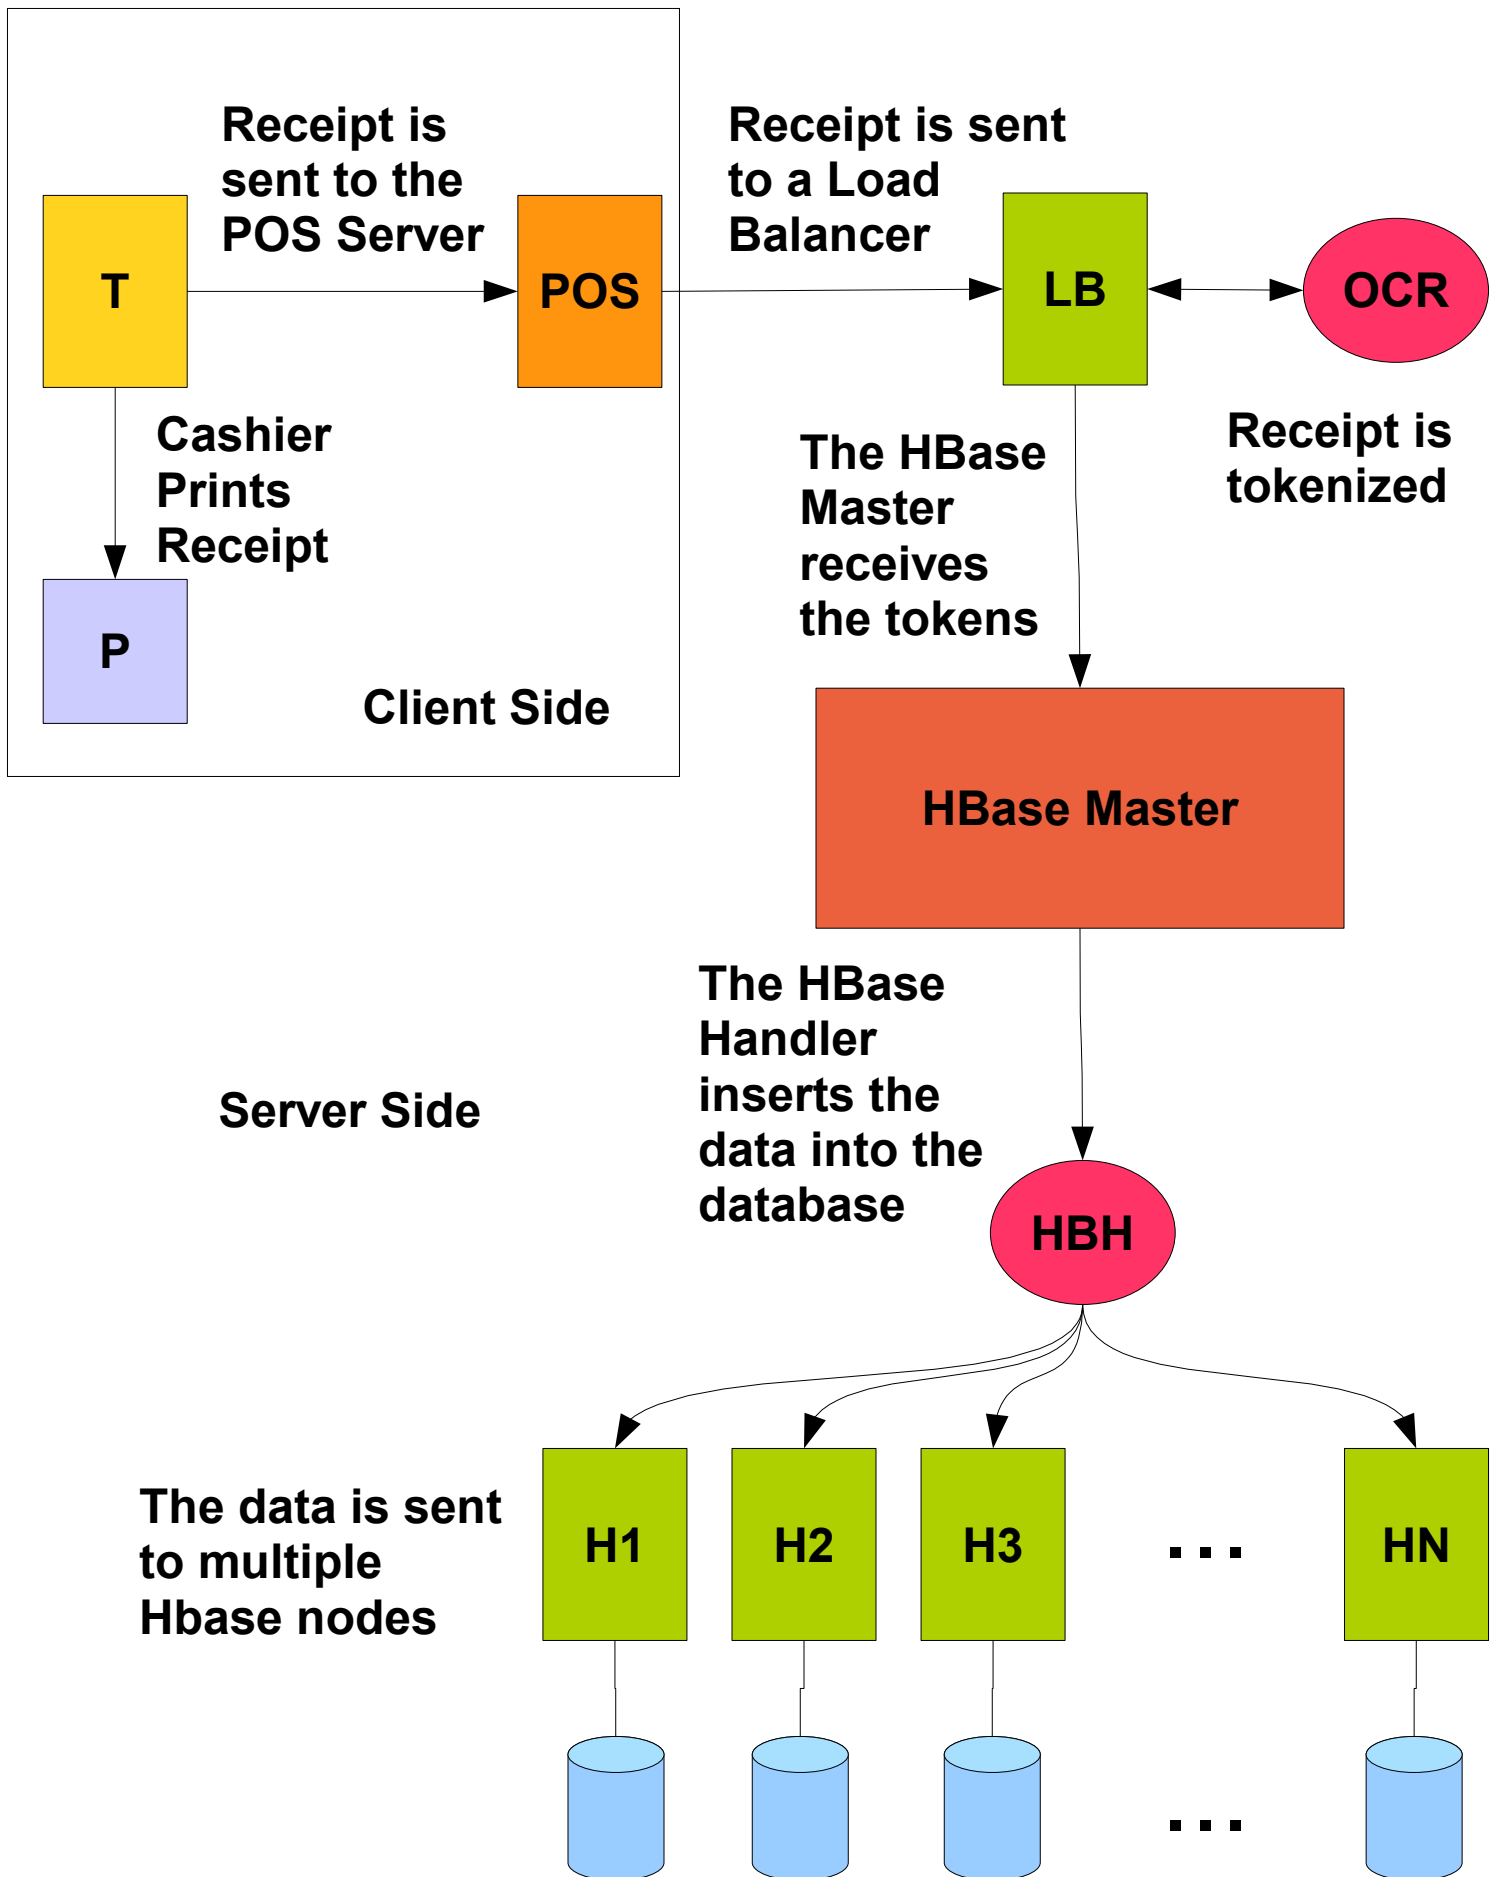 Receipt is
sent to the
POS Server
Receipt is sent
to a Load
Balancer
T
POS
LB
OCR
Cashier
Prints
Receipt
The HBase
Master
receives
the tokens
Receipt is
tokenized
P
Client Side
HBase Master
The HBase
Handler
inserts the
data into the
database
Server Side
HBH
The data is sent
to multiple
Hbase nodes
H1
H2
H3
...
HN
...